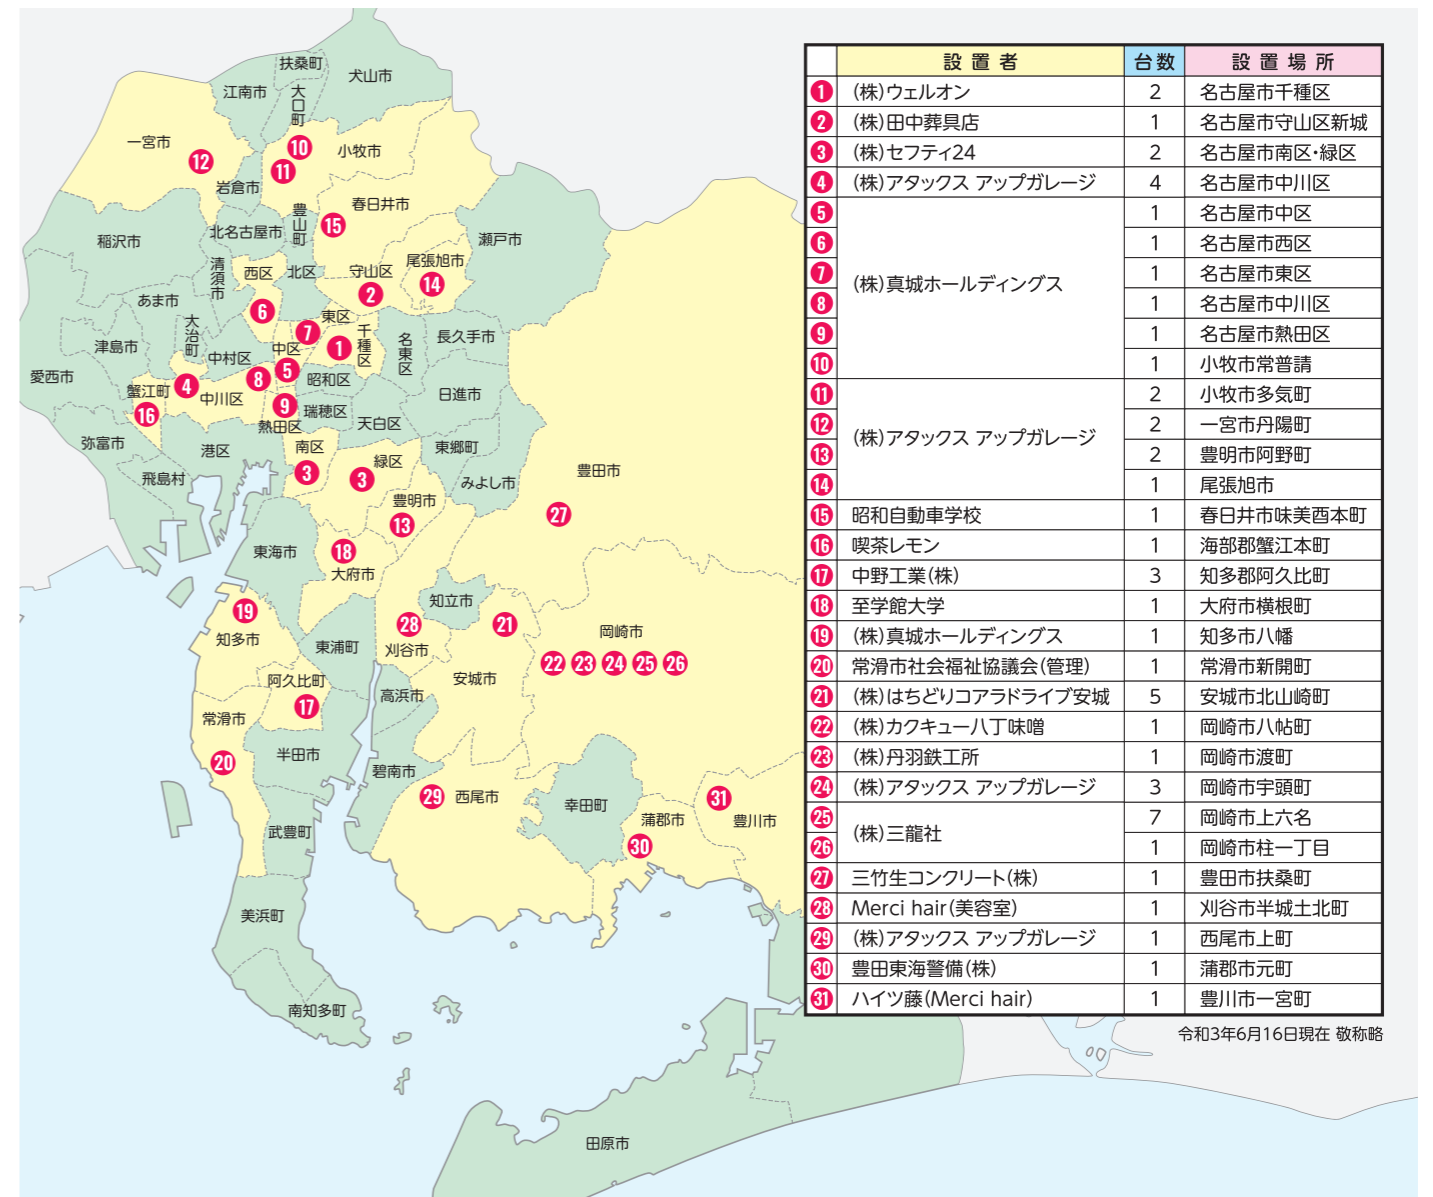 扶桑町
犬山市
江南市
大口町
一宮市
⑩
小牧市
⑫
⑪
岩倉市
春日井市
豊山町
⑮
北名古屋市
稲沢市
瀬戸市
清須市
西区
北区
守山区
尾張旭市
⑭
②
あま市
⑥
大治町
東区
⑦
千種区
①
名東区
長久手市
津島市
中村区
中区
⑤
愛西市
④
⑧
昭和区
蟹江町
中川区
日進市
⑯
⑨
瑞穂区
天白区
熱田区
弥富市
港区
南区
東郷町
緑区
飛島村
③
③
みよし市
豊田市
豊明市
⑬
㉗
東海市
⑱
大府市
知立市
⑲
㉘
㉑
岡崎市
知多市
東浦町
刈谷市
㉒ ㉓ ㉔ ㉕ ㉖
阿久比町
安城市
高浜市
⑰
常滑市
半田市
⑳
碧南市
㉙
西尾市
幸田町
㉛
蒲郡市
豊川市
武豊町
㉚
美浜町
南知多町
田原市
設置者 台数 設置場所
① (株)ウェルオン 2 名古屋市千種区
② (株)田中葬具店 1 名古屋市守山区新城
③ (株)セフティ24 2 名古屋市南区・緑区
④ (株)アタックス アップガレージ 4 名古屋市中川区
⑤ (株)真城ホールディングス 1 名古屋市中区
⑥ 1 名古屋市西区
⑦ 1 名古屋市東区
⑧ 1 名古屋市中川区
⑨ 1 名古屋市熱田区
⑩ 1 小牧市常普請
⑪ (株)アタックス アップガレージ 2 小牧市多気町
⑫ 2 一宮市丹陽町
⑬ 2 豊明市阿野町
⑭ 1 尾張旭市
⑮ 昭和自動車学校 1 春日井市味美酉本町
⑯ 喫茶レモン 1 海部郡蟹江本町
⑰ 中野工業(株) 3 知多郡阿久比町
⑱ 至学館大学 1 大府市横根町
⑲ (株)真城ホールディングス 1 知多市八幡
⑳ 常滑市社会福祉協議会(管理) 1 常滑市新開町
㉑ (株)はちどりコアラドライブ安城 5 安城市北山崎町
㉒ (株)カクキュー八丁味噌 1 岡崎市八帖町
㉓ (株)丹羽鉄工所 1 岡崎市渡町
㉔ (株)アタックス アップガレージ 3 岡崎市宇頭町
㉕ (株)三龍社 7 岡崎市上六名
㉖ 1 岡崎市柱一丁目
㉗ 三竹生コンクリート(株) 1 豊田市扶桑町
㉘ Merci hair(美容室) 1 刈谷市半城土北町
㉙ (株)アタックス アップガレージ 1 西尾市上町
㉚ 豊田東海警備(株) 1 蒲郡市元町
㉛ ハイツ藤(Merci hair) 1 豊川市一宮町
令和3年6月16日現在 敬称略